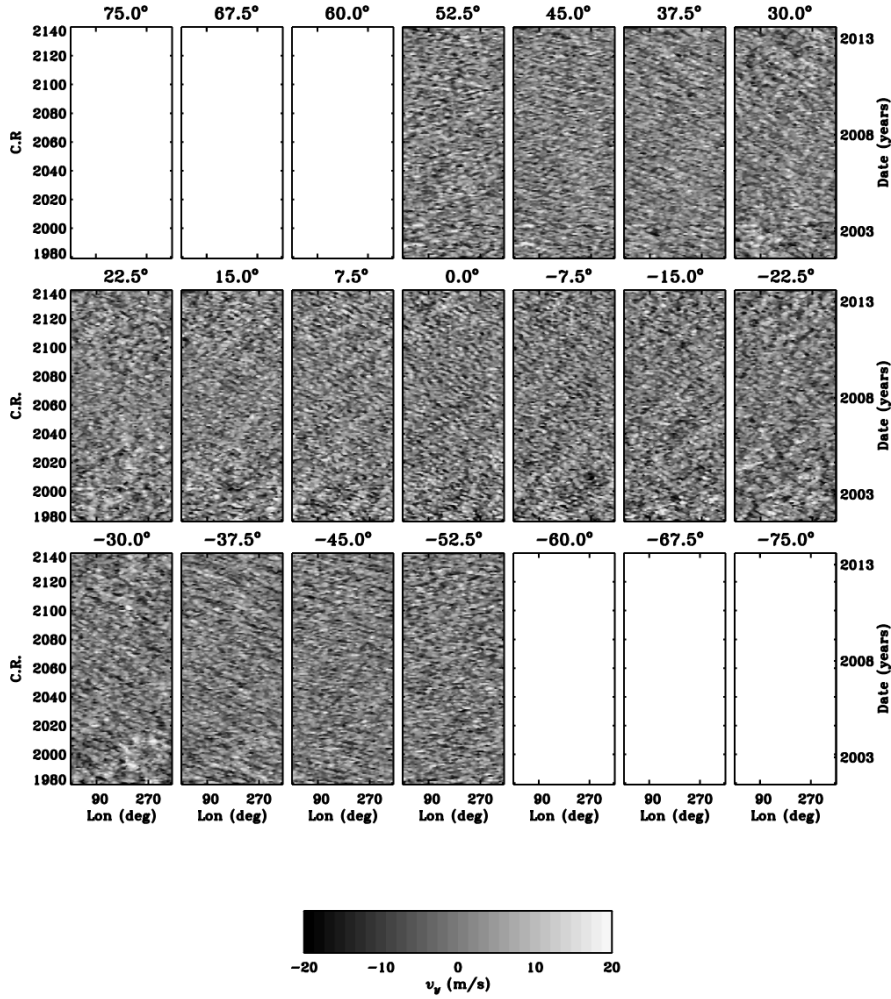 75.0° 67.5° 60.0° 52.5° 45.0° 37.5° 30.0°
2140
2120
2100
2080
2060
2040
2020
2000
1980
C.R
2013
2008
2003
Date (years)
22.5° 15.0° 7.5° 0.0° −7.5° −15.0° −22.5°
2140
2120
2100
2080
2060
2040
2020
2000
1980
C.R.
2013
2008
2003
Date (years)
−30.0° −37.5° −45.0° −52.5° −60.0° −67.5° −75.0°
2140
2120
2100
2080
2060
2040
2020
2000
1980
C.R.
2013
2008
2003
Date (years)
90 270 90 270 90 270 90 270 90 270 90 270 90 270
Lon (deg) Lon (deg) Lon (deg) Lon (deg) Lon (deg) Lon (deg) Lon (deg)
−20 −10 0 10 20
v_y (m/s)